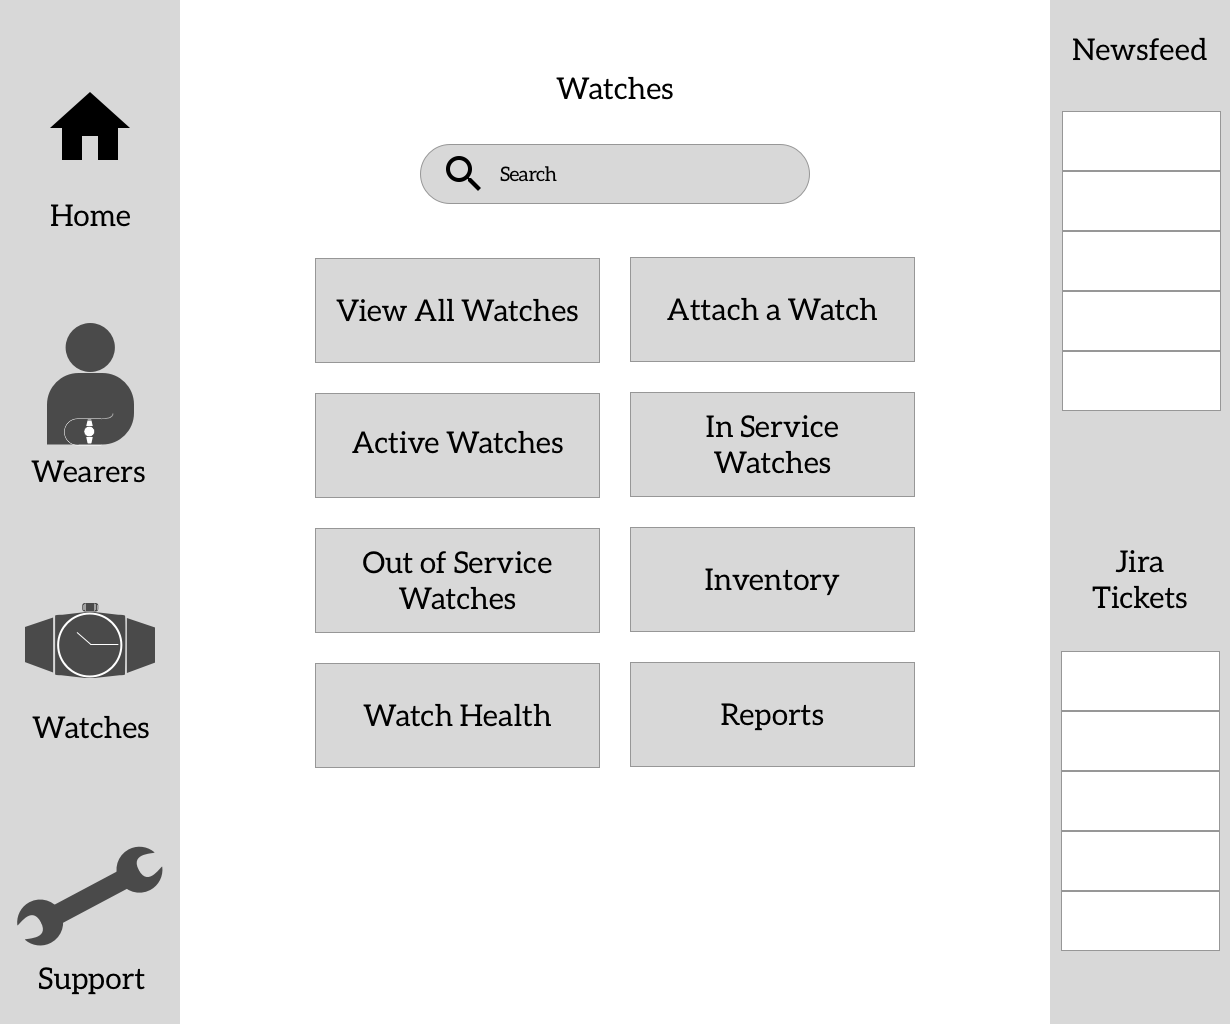 Home
Wearers
Watches
Support
Watches
Search
View All Watches
Attach a Watch
Active Watches
In Service
Watches
Out of Service
Watches
Inventory
Watch Health
Reports
Newsfeed
Jira
Tickets